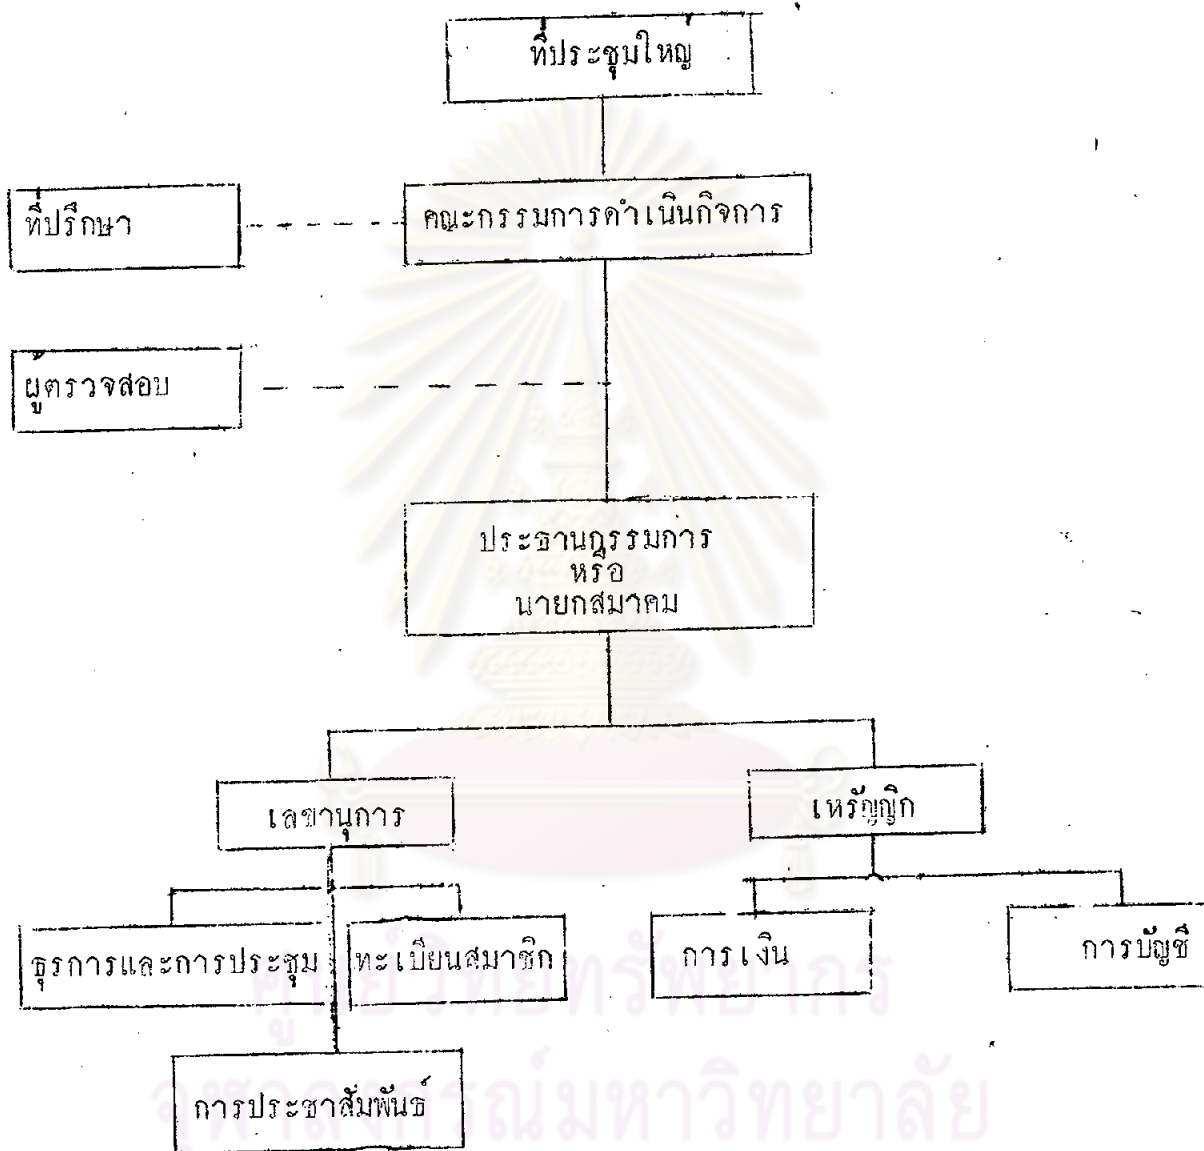 ที่ประชุมใหญ่
ที่ปรึกษา
คณะกรรมการดำเนินกิจการ
ผู้ตรวจสอบ
ประธานกรรมการ
หรือ
นายกสมาคม
เลขานุการ
เหรัญญิก
ธุรการและการประชุม
ทะเบียนสมาชิก
การเงิน
การบัญชี
การประชาสัมพันธ์
ศูนย์วิทยทรัพยากร
จุฬาลงกรณ์มหาวิทยาลัย